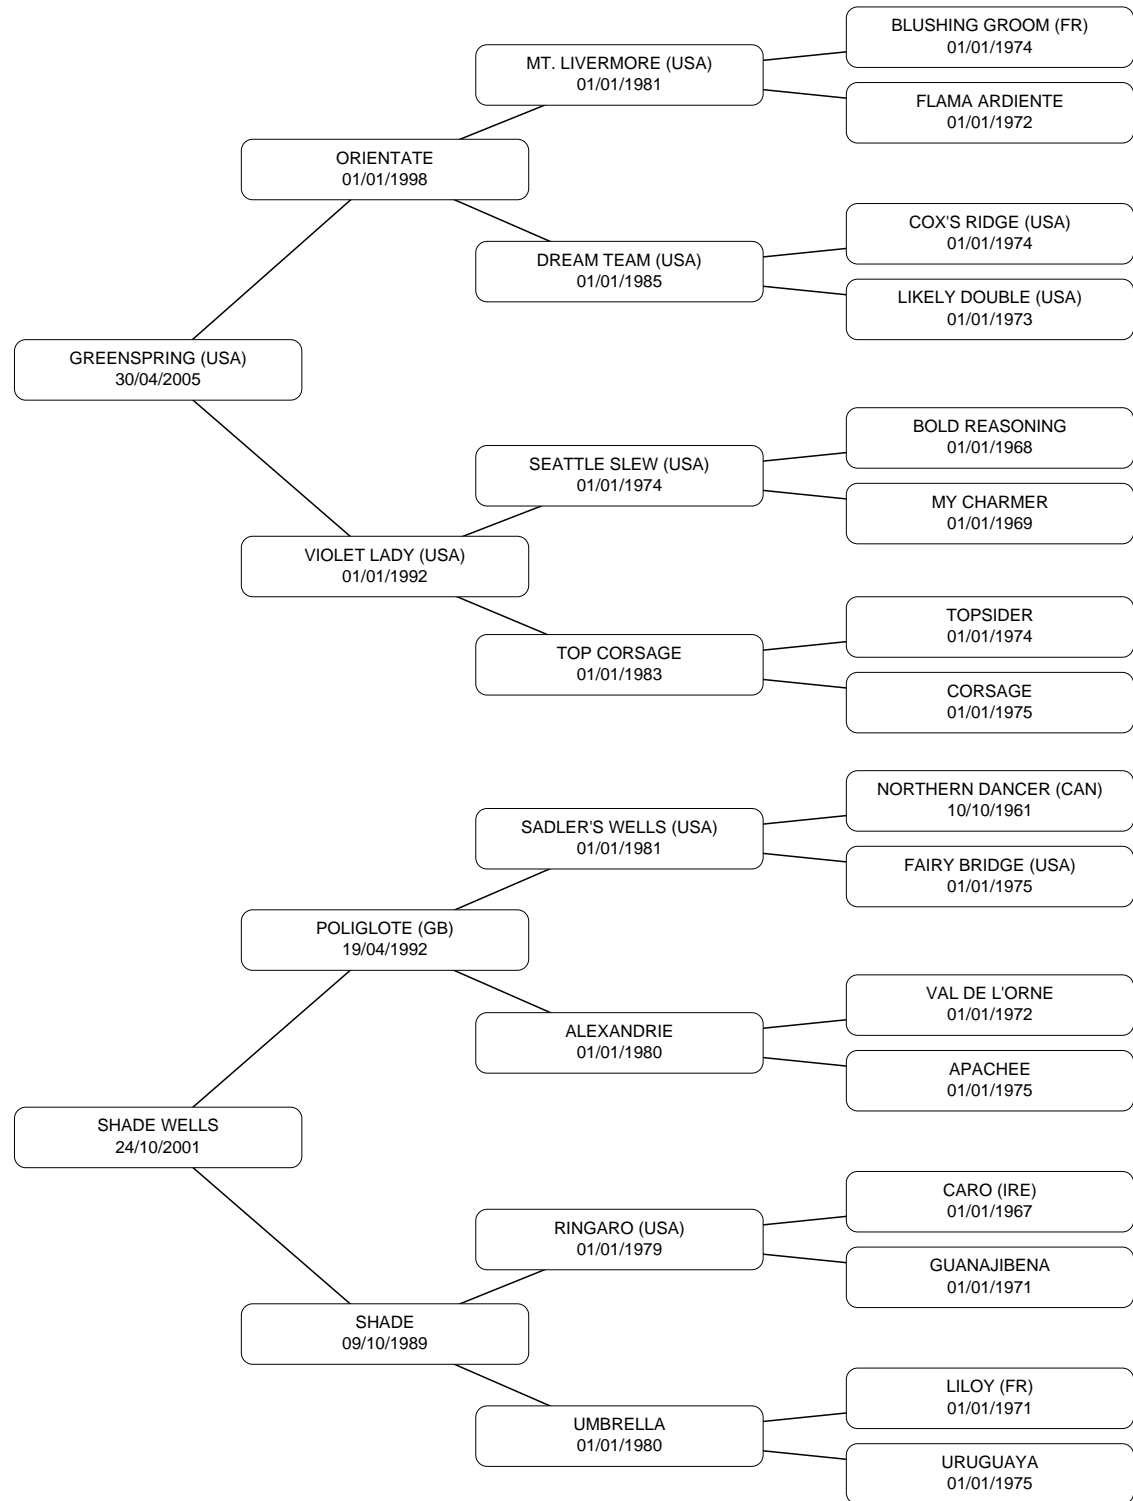 BLUSHING GROOM (FR)
01/01/1974
MT. LIVERMORE (USA)
01/01/1981
FLAMA ARDIENTE
01/01/1972
ORIENTATE
01/01/1998
COX'S RIDGE (USA)
01/01/1974
DREAM TEAM (USA)
01/01/1985
LIKELY DOUBLE (USA)
01/01/1973
GREENSPRING (USA)
30/04/2005
BOLD REASONING
01/01/1968
SEATTLE SLEW (USA)
01/01/1974
MY CHARMER
01/01/1969
VIOLET LADY (USA)
01/01/1992
TOPSIDER
01/01/1974
TOP CORSAGE
01/01/1983
CORSAGE
01/01/1975
NORTHERN DANCER (CAN)
10/10/1961
SADLER'S WELLS (USA)
01/01/1981
FAIRY BRIDGE (USA)
01/01/1975
POLIGLOTE (GB)
19/04/1992
VAL DE L'ORNE
01/01/1972
ALEXANDRIE
01/01/1980
APACHEE
01/01/1975
SHADE WELLS
24/10/2001
CARO (IRE)
01/01/1967
RINGARO (USA)
01/01/1979
GUANAJIBENA
01/01/1971
SHADE
09/10/1989
LILOY (FR)
01/01/1971
UMBRELLA
01/01/1980
URUGUAYA
01/01/1975